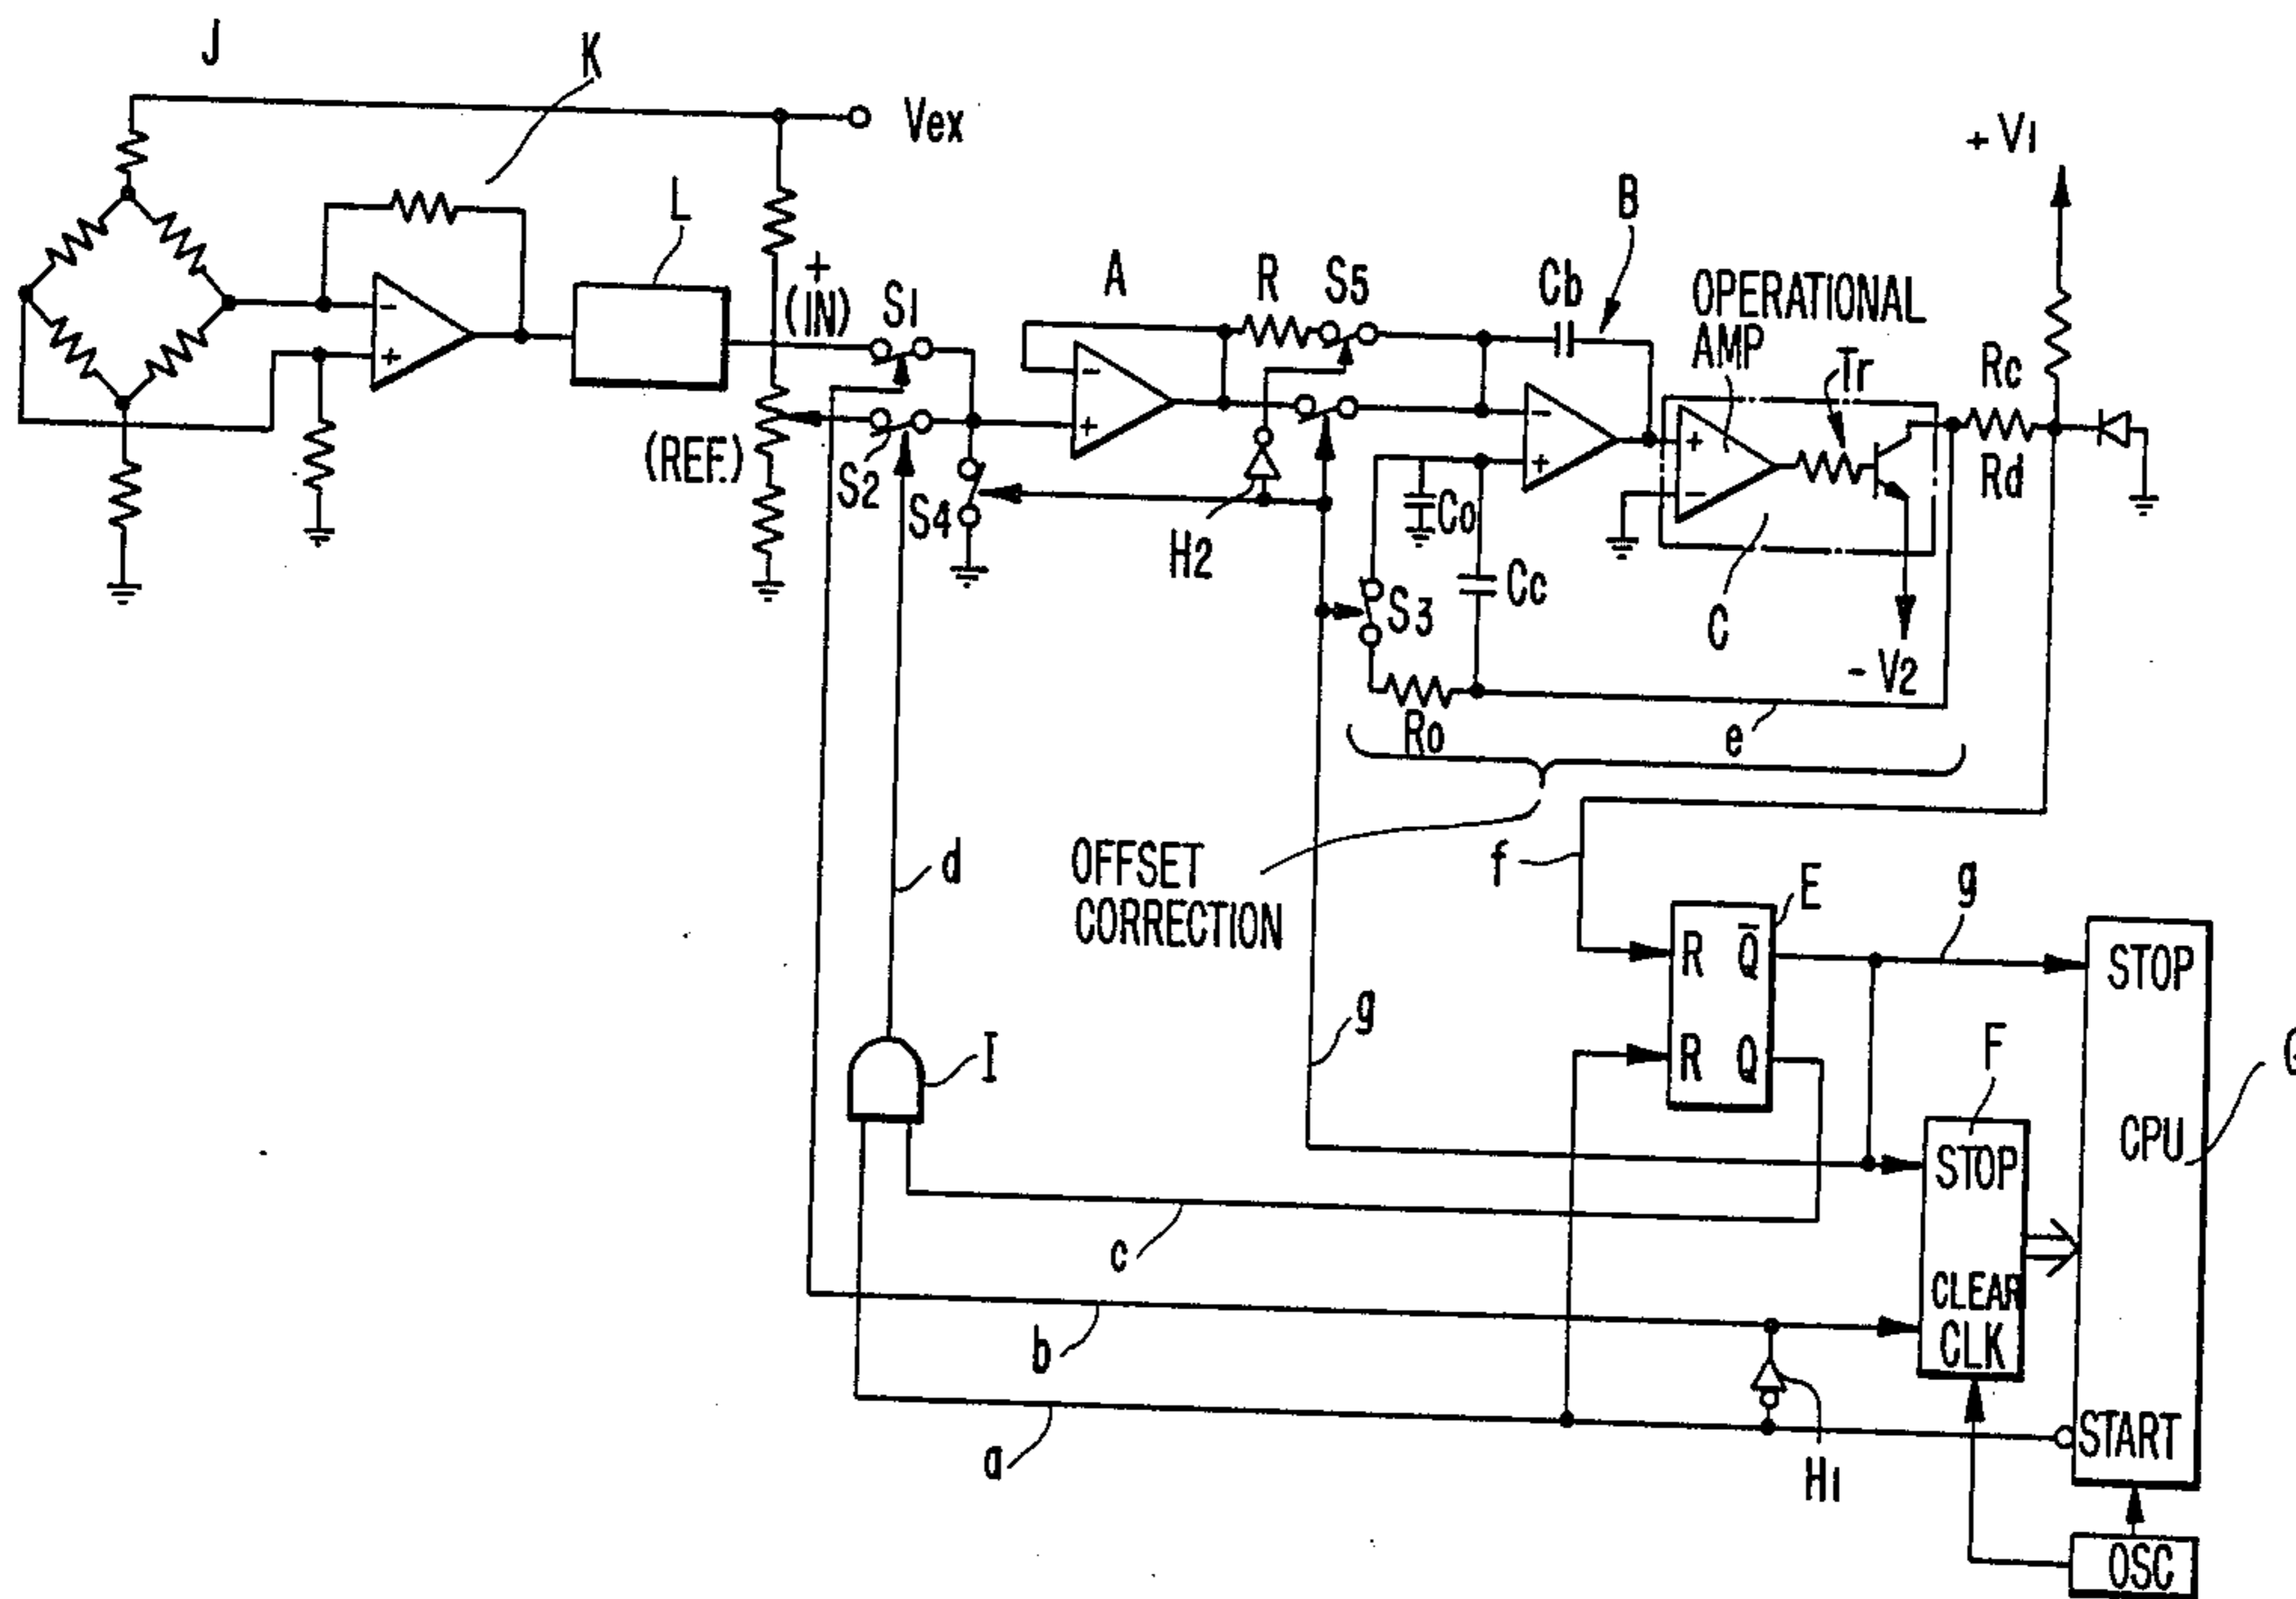 J
K
Vex
L
+
(IN)
S1
A
R
S5
Cb
B
OPERATIONAL
AMP
Tr
+ V1
Rc
Rd
(REF.)
S2
S4
H2
Co
Cc
S3
C
- V2
Ro
e
OFFSET
CORRECTION
f
d
E
g
R Q̄
STOP
g
I
R Q
F
G
STOP
CPU
c
CLEAR
CLK
b
a
H1
START
OSC